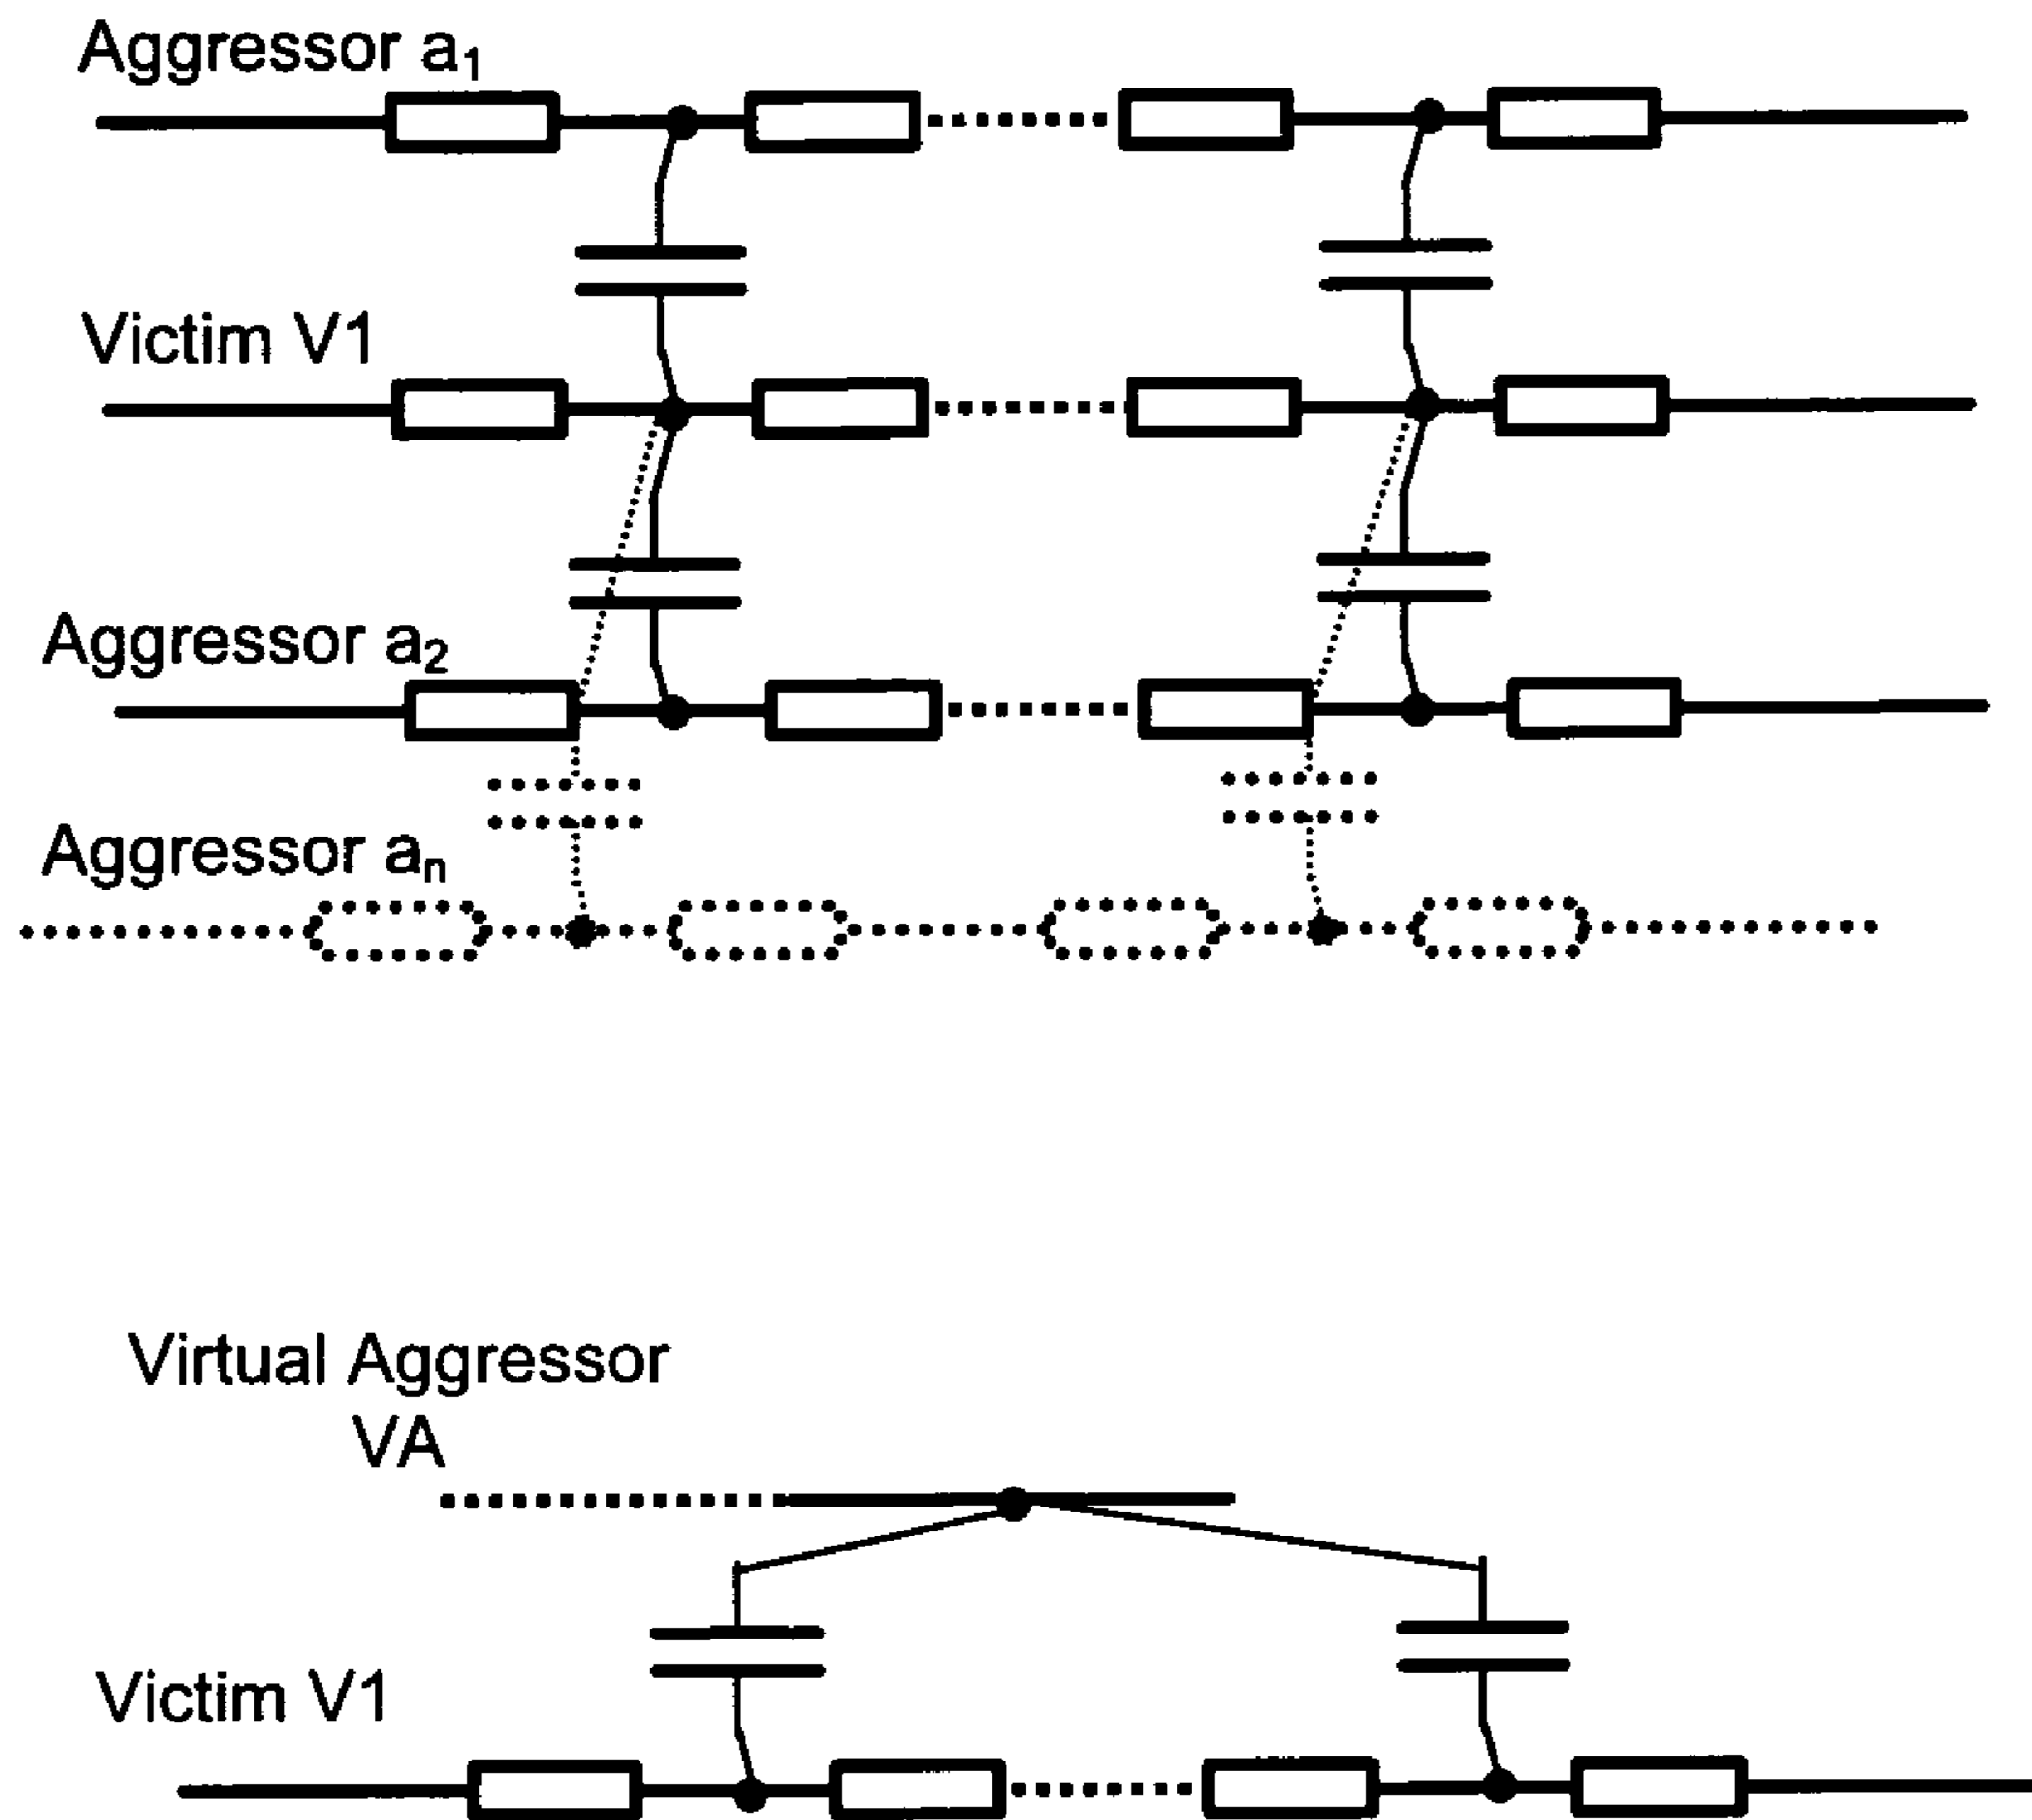 Aggressor a₁
Victim V1
Aggressor a₂
Aggressor aₙ
Virtual Aggressor
VA
Victim V1